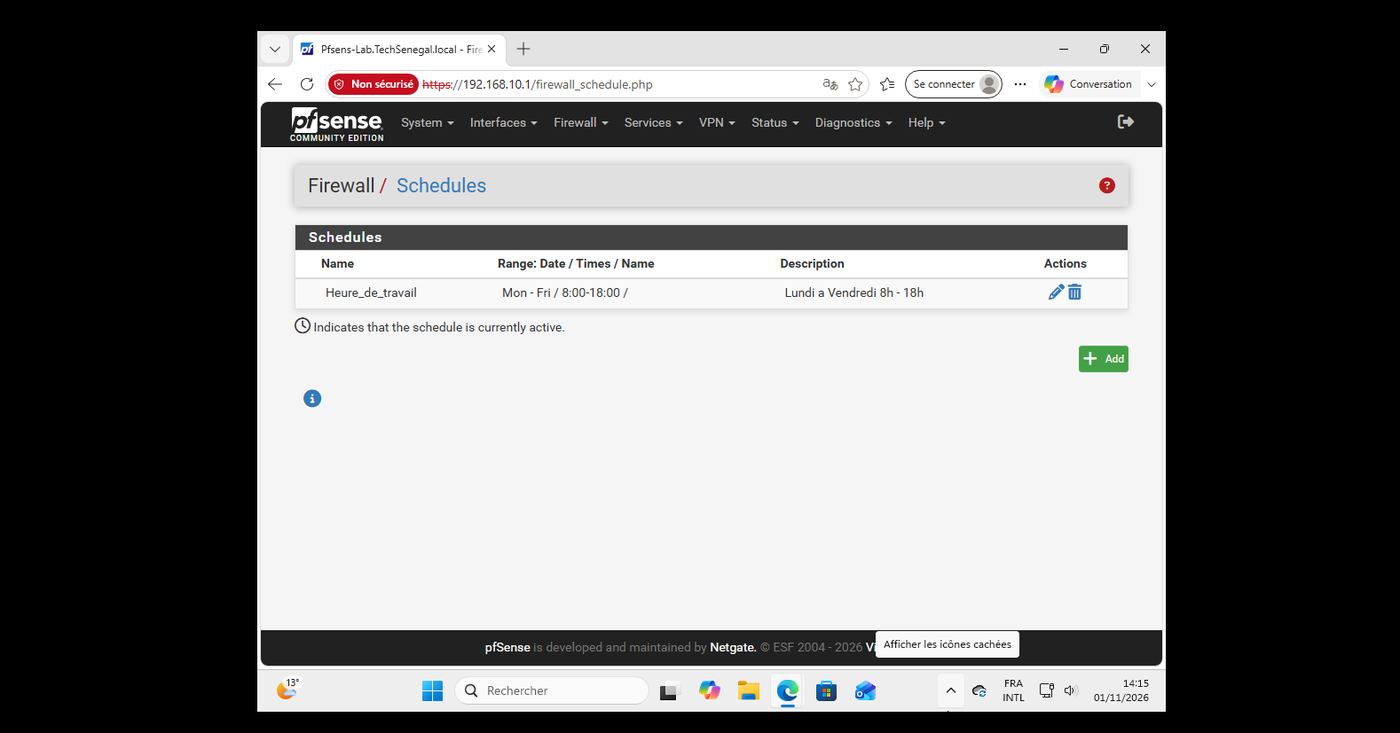 Pfsens-Lab.TechSenegal.local - Fire
Non sécurisé https://192.168.10.1/firewall_schedule.php Se connecter Conversation
pfsense COMMUNITY EDITION System Interfaces Firewall Services VPN Status Diagnostics Help
Firewall / Schedules
Schedules
Name Range: Date / Times / Name Description Actions
Heure_de_travail Mon - Fri / 8:00-18:00 / Lundi a Vendredi 8h - 18h
Indicates that the schedule is currently active.
+ Add
pfSense is developed and maintained by Netgate. © ESF 2004 - 2026 Vi
Afficher les icônes cachées
13° Rechercher FRA INTL 14:15 01/11/2026